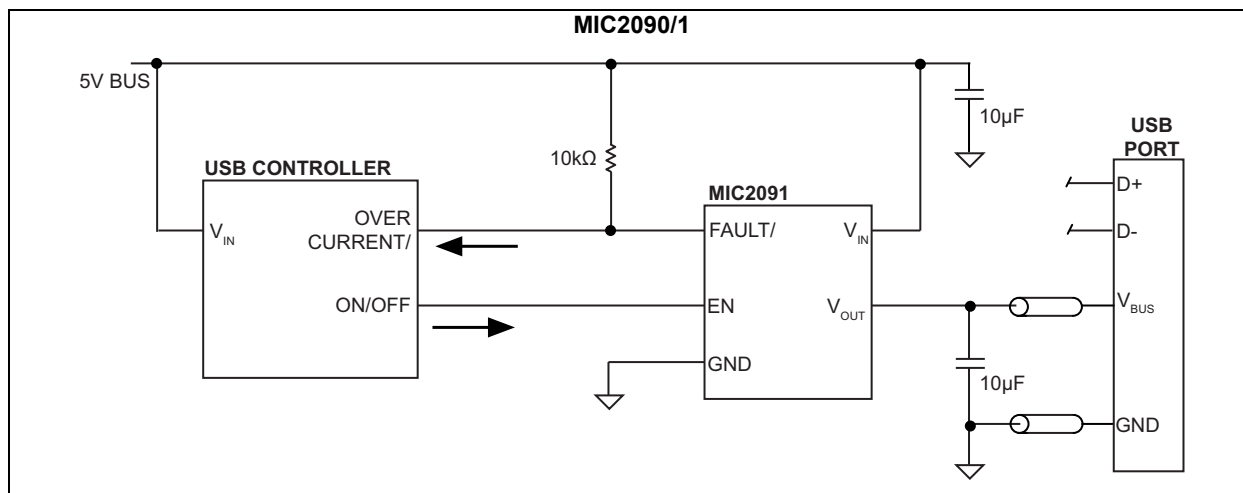 MIC2090/1
5V BUS
10µF
10kΩ
USB
PORT
USB CONTROLLER
MIC2091
D+
D-
VIN
OVER
CURRENT/
FAULT/
VIN
ON/OFF
EN
VOUT
VBUS
GND
10µF
GND